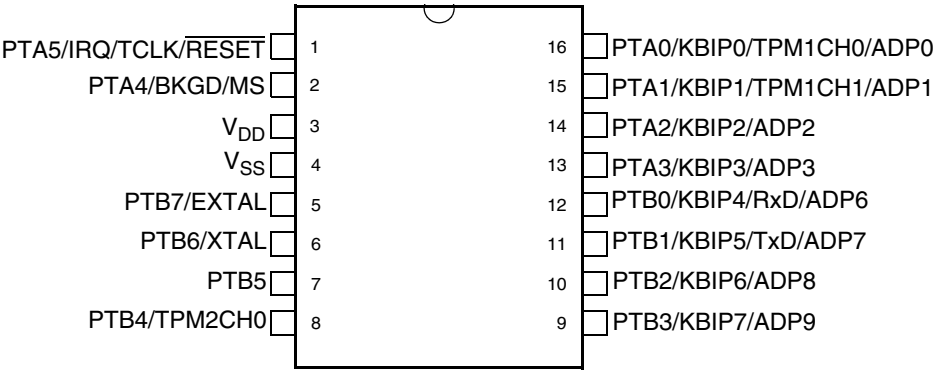 PTA5/IRQ/TCLK/RESET 1 16 PTA0/KBIP0/TPM1CH0/ADP0
PTA4/BKGD/MS 2 15 PTA1/KBIP1/TPM1CH1/ADP1
VDD 3 14 PTA2/KBIP2/ADP2
VSS 4 13 PTA3/KBIP3/ADP3
PTB7/EXTAL 5 12 PTB0/KBIP4/RxD/ADP6
PTB6/XTAL 6 11 PTB1/KBIP5/TxD/ADP7
PTB5 7 10 PTB2/KBIP6/ADP8
PTB4/TPM2CH0 8 9 PTB3/KBIP7/ADP9